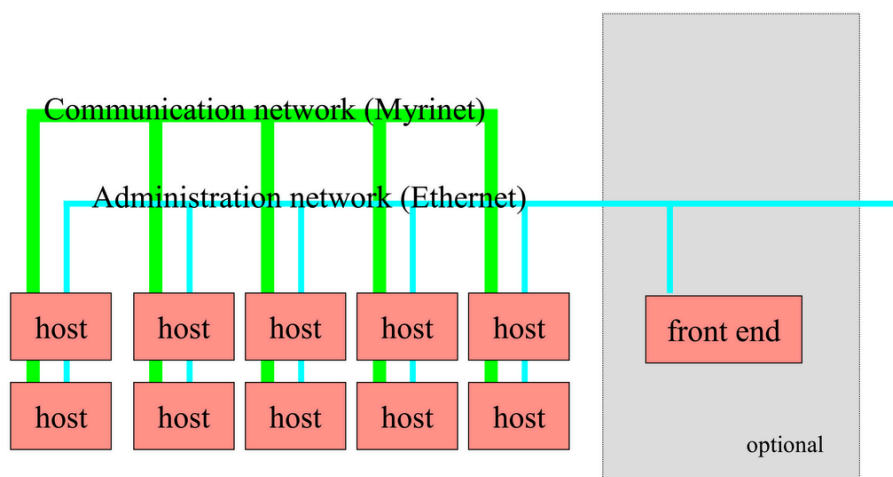 Communication network (Myrinet)
Administration network (Ethernet)
host host host host host front end
host host host host host
optional